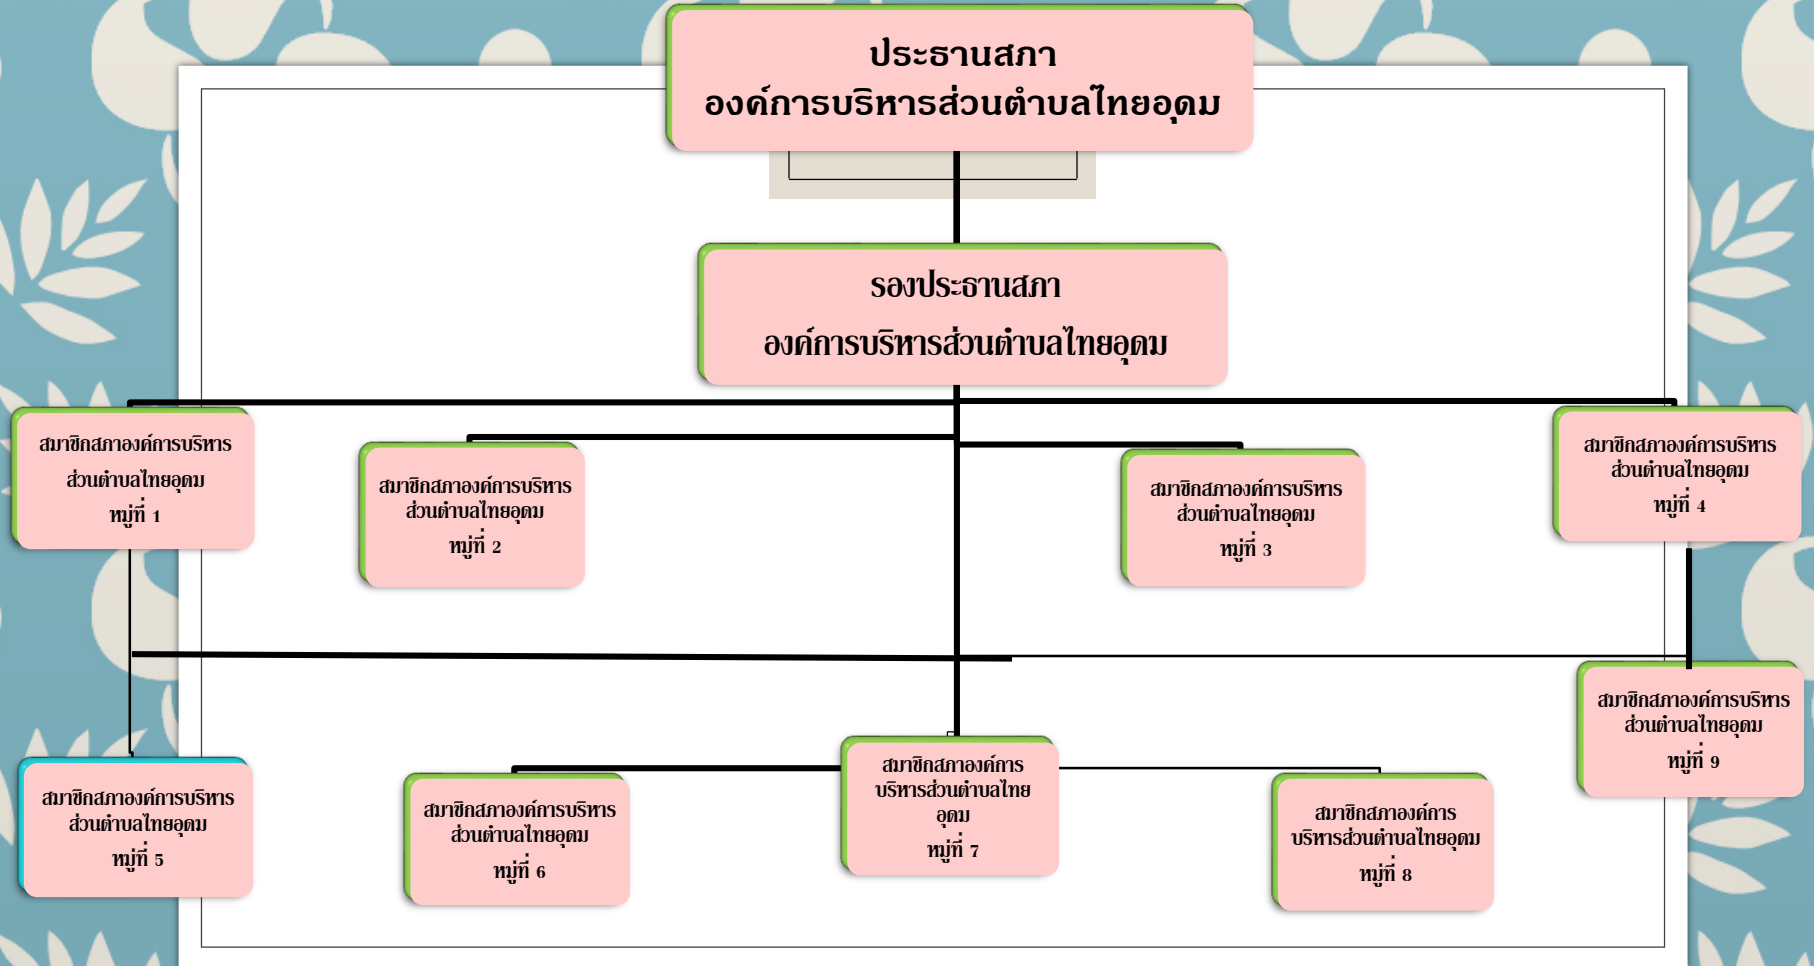 ประธานสภา
องค์การบริหารส่วนตำบลไทยอุดม
รองประธานสภา
องค์การบริหารส่วนตำบลไทยอุดม
สมาชิกสภาองค์การบริหาร
ส่วนตำบลไทยอุดม
หมู่ที่ 1
สมาชิกสภาองค์การบริหาร
ส่วนตำบลไทยอุดม
หมู่ที่ 2
สมาชิกสภาองค์การบริหาร
ส่วนตำบลไทยอุดม
หมู่ที่ 3
สมาชิกสภาองค์การบริหาร
ส่วนตำบลไทยอุดม
หมู่ที่ 4
สมาชิกสภาองค์การบริหาร
ส่วนตำบลไทยอุดม
หมู่ที่ 5
สมาชิกสภาองค์การบริหาร
ส่วนตำบลไทยอุดม
หมู่ที่ 6
สมาชิกสภาองค์การ
บริหารส่วนตำบลไทย
อุดม
หมู่ที่ 7
สมาชิกสภาองค์การ
บริหารส่วนตำบลไทยอุดม
หมู่ที่ 8
สมาชิกสภาองค์การบริหาร
ส่วนตำบลไทยอุดม
หมู่ที่ 9